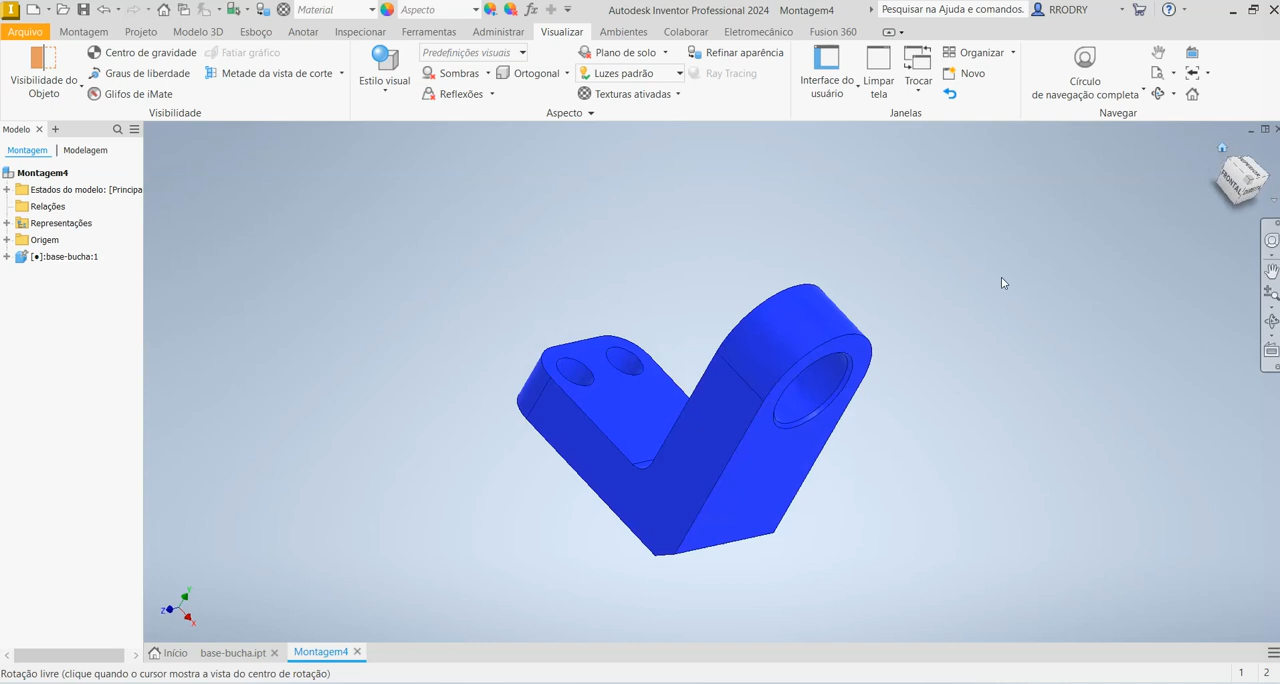 Material
Aspecto
Autodesk Inventor Professional 2024
Montagem4
Pesquisar na Ajuda e comandos.
RRODRY
Arquivo
Montagem
Projeto
Modelo 3D
Esboço
Anotar
Inspecionar
Ferramentas
Administrar
Visualizar
Ambientes
Colaborar
Eletromecânico
Fusion 360
Visibilidade do
Objeto
Centro de gravidade
Graus de liberdade
Glifos de iMate
Fatiar gráfico
Metade da vista de corte
Visibilidade
Estilo visual
Predefinições visuais
Sombras
Reflexões
Ortogonal
Plano de solo
Luzes padrão
Texturas ativadas
Refinar aparência
Ray Tracing
Aspecto
Interface do
usuário
Limpar
tela
Trocar
Organizar
Novo
Janelas
Círculo
de navegação completa
Navegar
Modelo
Montagem
Modelagem
Montagem4
Estados do modelo: [Principa
Relações
Representações
Origem
[●]:base-bucha:1
FRONTAL
Y
Z
X
Início
base-bucha.ipt
Montagem4
Rotação livre (clique quando o cursor mostra a vista do centro de rotação)
1
2